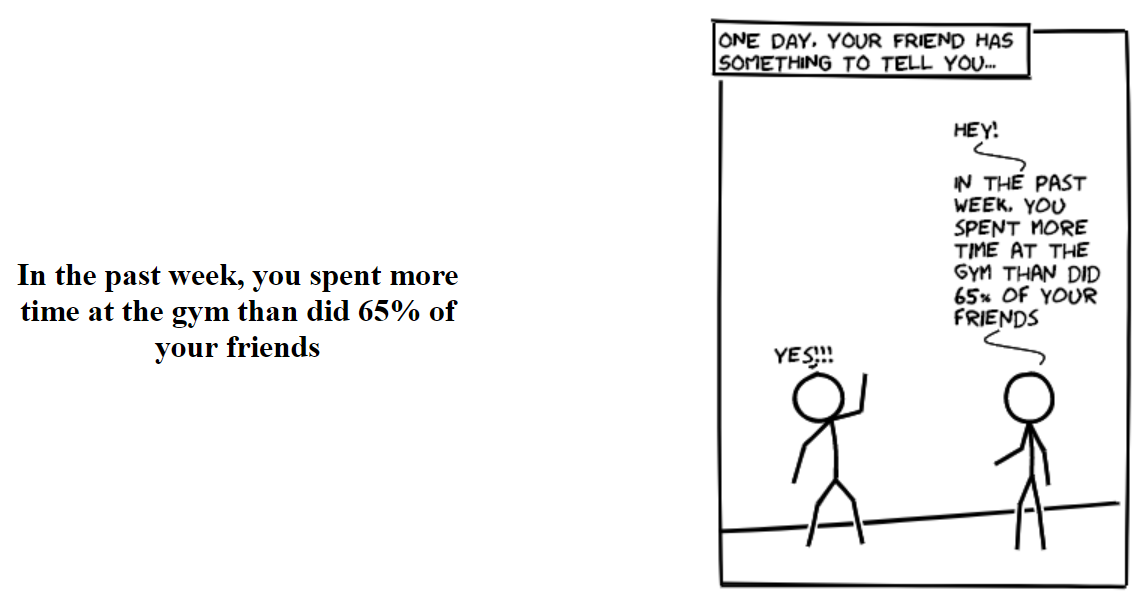 In the past week, you spent more
time at the gym than did 65% of
your friends
ONE DAY, YOUR FRIEND HAS
SOMETHING TO TELL YOU...
HEY!
IN THE PAST
WEEK, YOU
SPENT MORE
TIME AT THE
GYM THAN DID
65% OF YOUR
FRIENDS
YES!!!